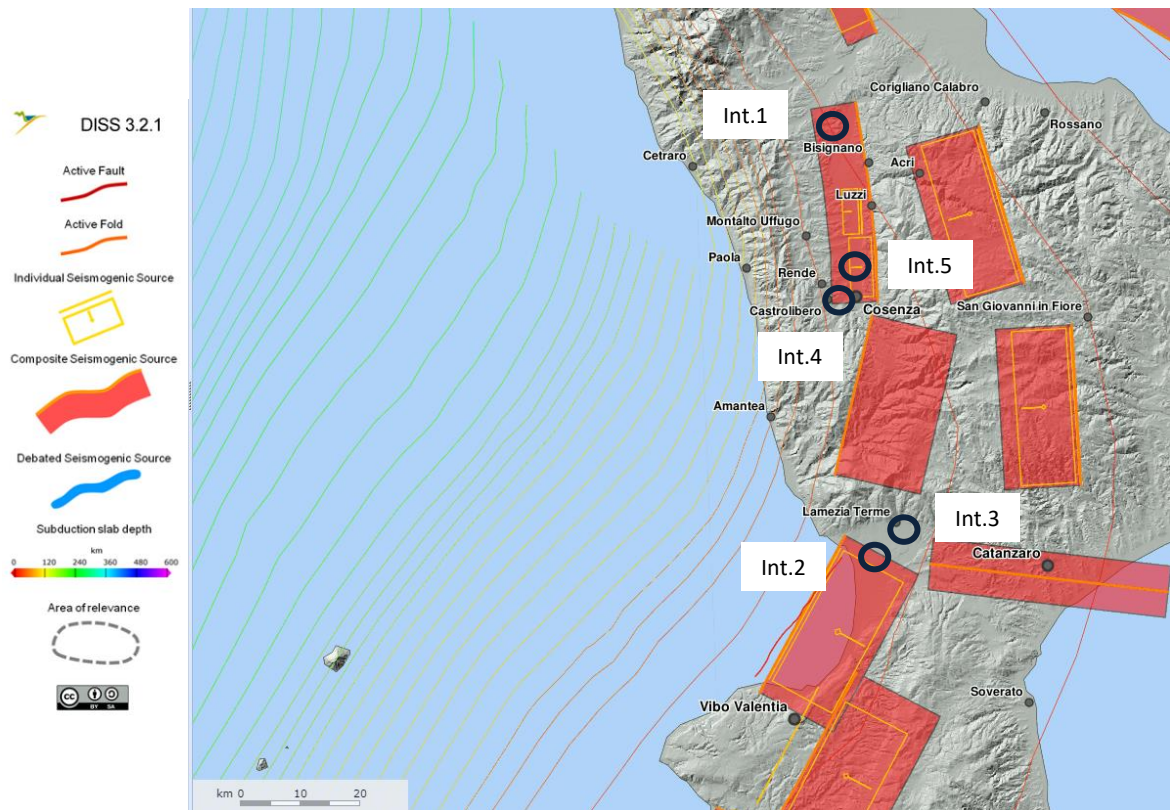 DISS 3.2.1
Active Fault
Active Fold
Individual Seismogenic Source
Composite Seismogenic Source
Debated Seismogenic Source
Subduction slab depth
km
0 120 240 360 480 600
Area of relevance
cc BY SA
Int.1
Corigliano Calabro
Rossano
Bisignano
Cetraro
Acri
Luzzi
Montalto Uffugo
Paola
Rende
Int.5
Castrolibero
Cosenza
San Giovanni in Fiore
Int.4
Amantea
Lamezia Terme
Int.3
Catanzaro
Int.2
Soverato
Vibo Valentia
km 0 10 20